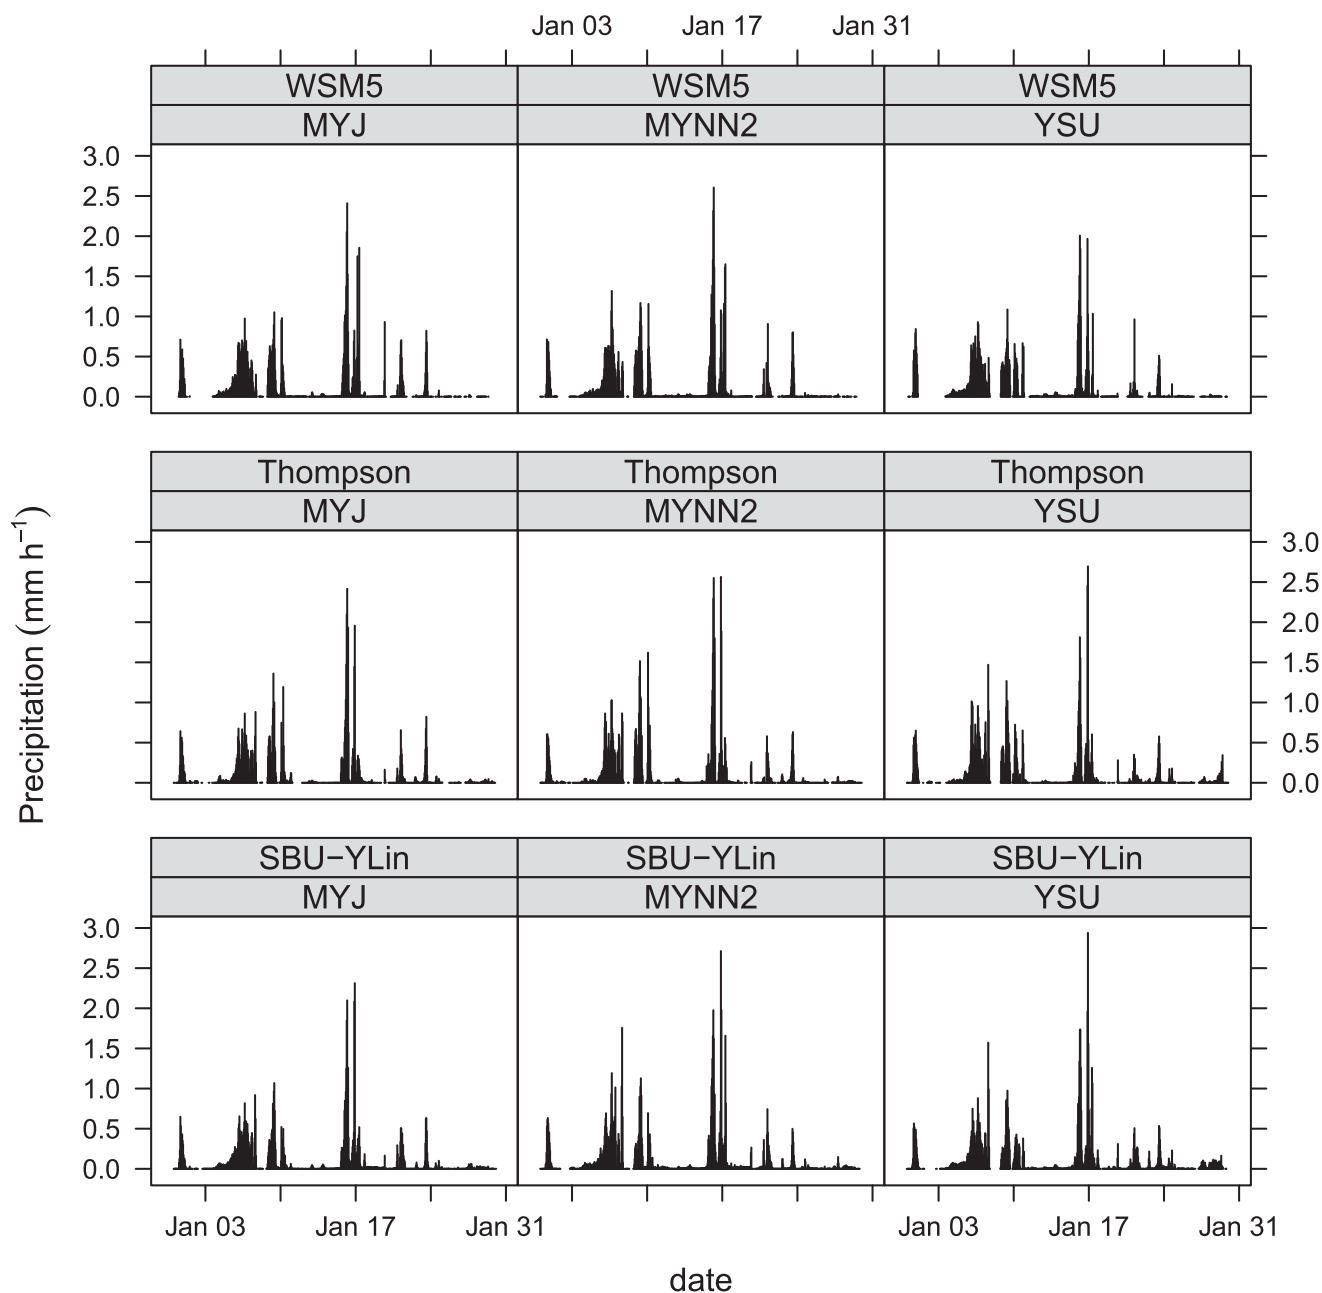 Jan 03 Jan 17 Jan 31
WSM5 WSM5 WSM5
MYJ MYNN2 YSU
3.0
2.5
2.0
1.5
1.0
0.5
0.0
Thompson Thompson Thompson
MYJ MYNN2 YSU
3.0
2.5
2.0
1.5
1.0
0.5
0.0
Precipitation (mm h⁻¹)
SBU−YLin SBU−YLin SBU−YLin
MYJ MYNN2 YSU
3.0
2.5
2.0
1.5
1.0
0.5
0.0
Jan 03 Jan 17 Jan 31 Jan 03 Jan 17 Jan 31
date